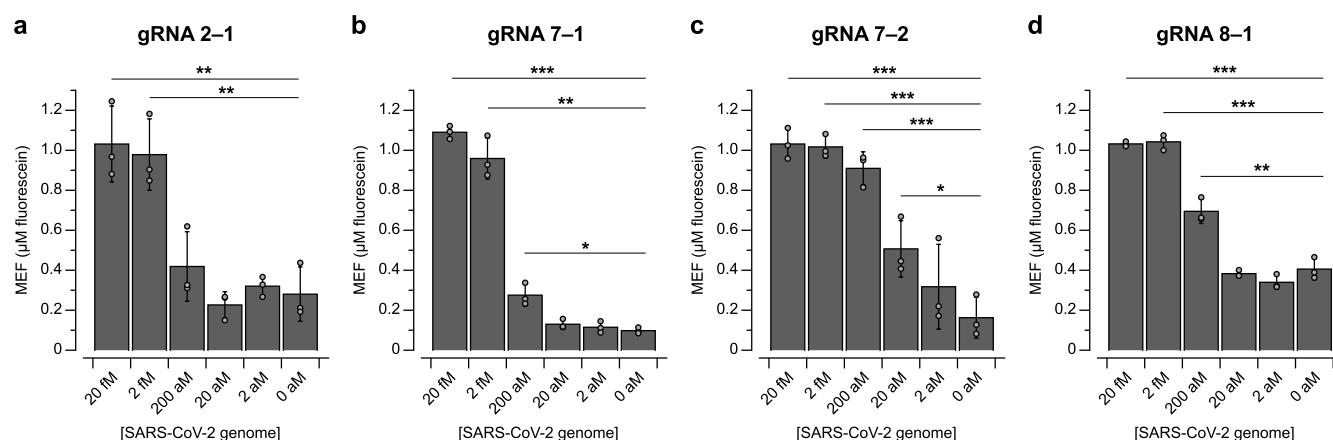 a
gRNA 2–1
**
**
1.2
1.0
0.8
0.6
0.4
0.2
0
MEF (µM fluorescein)
20 fM
2 fM
200 aM
20 aM
2 aM
0 aM
[SARS-CoV-2 genome]
b
gRNA 7–1
***
**
*
1.2
1.0
0.8
0.6
0.4
0.2
0
MEF (µM fluorescein)
20 fM
2 fM
200 aM
20 aM
2 aM
0 aM
[SARS-CoV-2 genome]
c
gRNA 7–2
***
***
***
*
1.2
1.0
0.8
0.6
0.4
0.2
0
MEF (µM fluorescein)
20 fM
2 fM
200 aM
20 aM
2 aM
0 aM
[SARS-CoV-2 genome]
d
gRNA 8–1
***
***
**
1.2
1.0
0.8
0.6
0.4
0.2
0
MEF (µM fluorescein)
20 fM
2 fM
200 aM
20 aM
2 aM
0 aM
[SARS-CoV-2 genome]